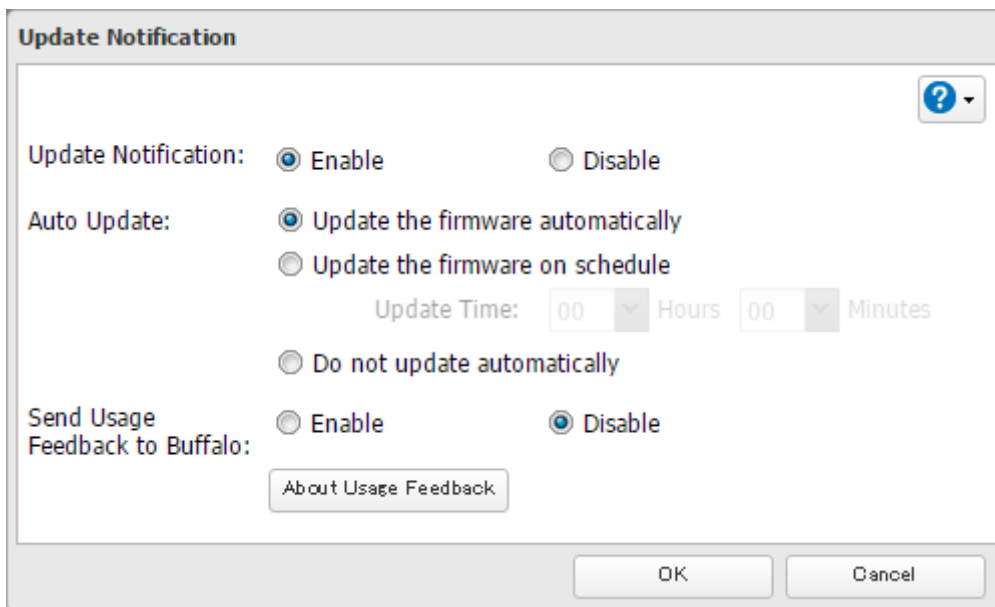 Update Notification
?
Update Notification: Enable Disable
Auto Update: Update the firmware automatically
Update the firmware on schedule
Update Time: 00 Hours 00 Minutes
Do not update automatically
Send Usage
Feedback to Buffalo: Enable Disable
About Usage Feedback
OK Cancel